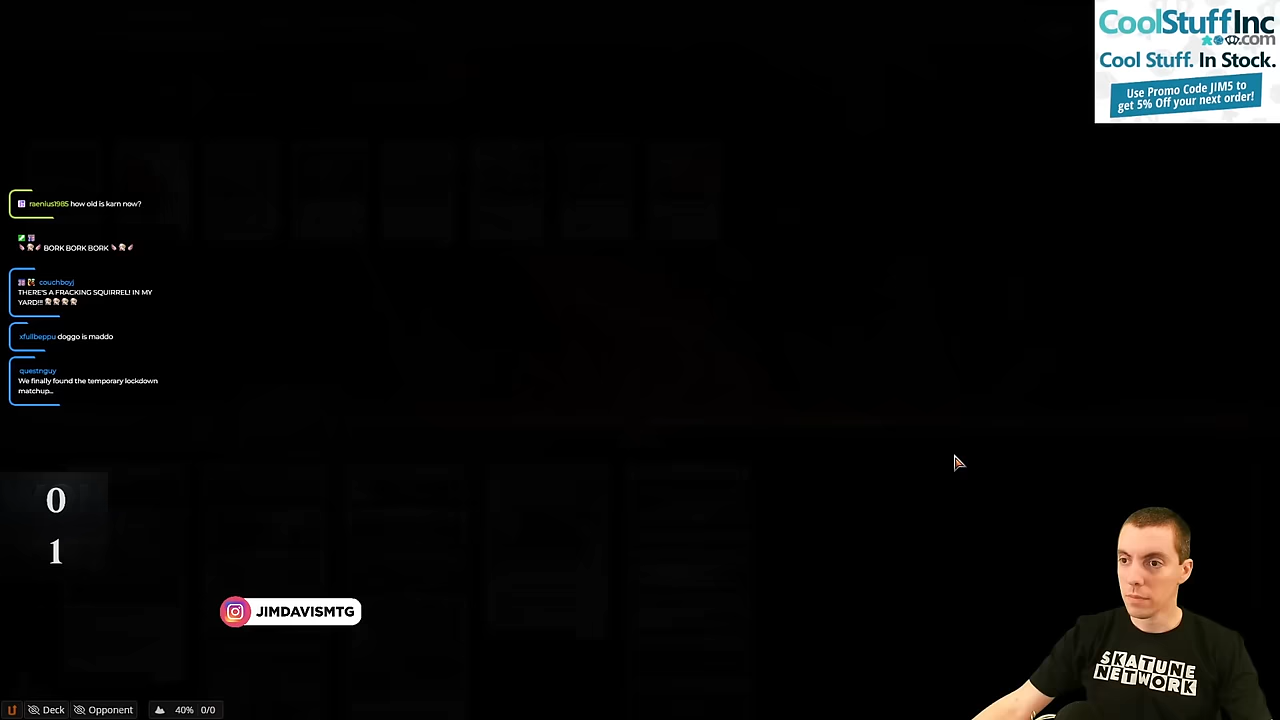 CoolStuffInc
.com
Cool Stuff. In Stock.
Use Promo Code JIM5 to
get 5% Off your next order!
raenius1985 how old is karn now?
BORK BORK BORK
couchboyj
THERE'S A FRACKING SQUIRREL! IN MY
YARD!!!
xfullbeppu doggo is maddo
questnguy
We finally found the temporary lockdown
matchup...
0
1
JIMDAVISMTG
SKATUNE
NETWORK
Deck
Opponent
40%
0/0